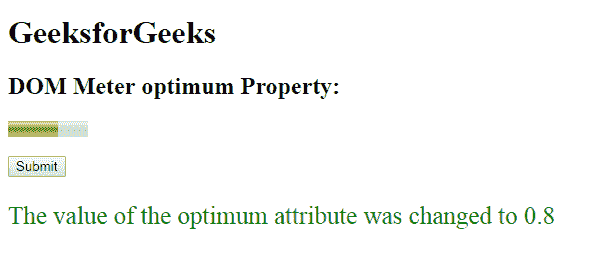 GeeksforGeeks
DOM Meter optimum Property:
Submit
The value of the optimum attribute was changed to 0.8